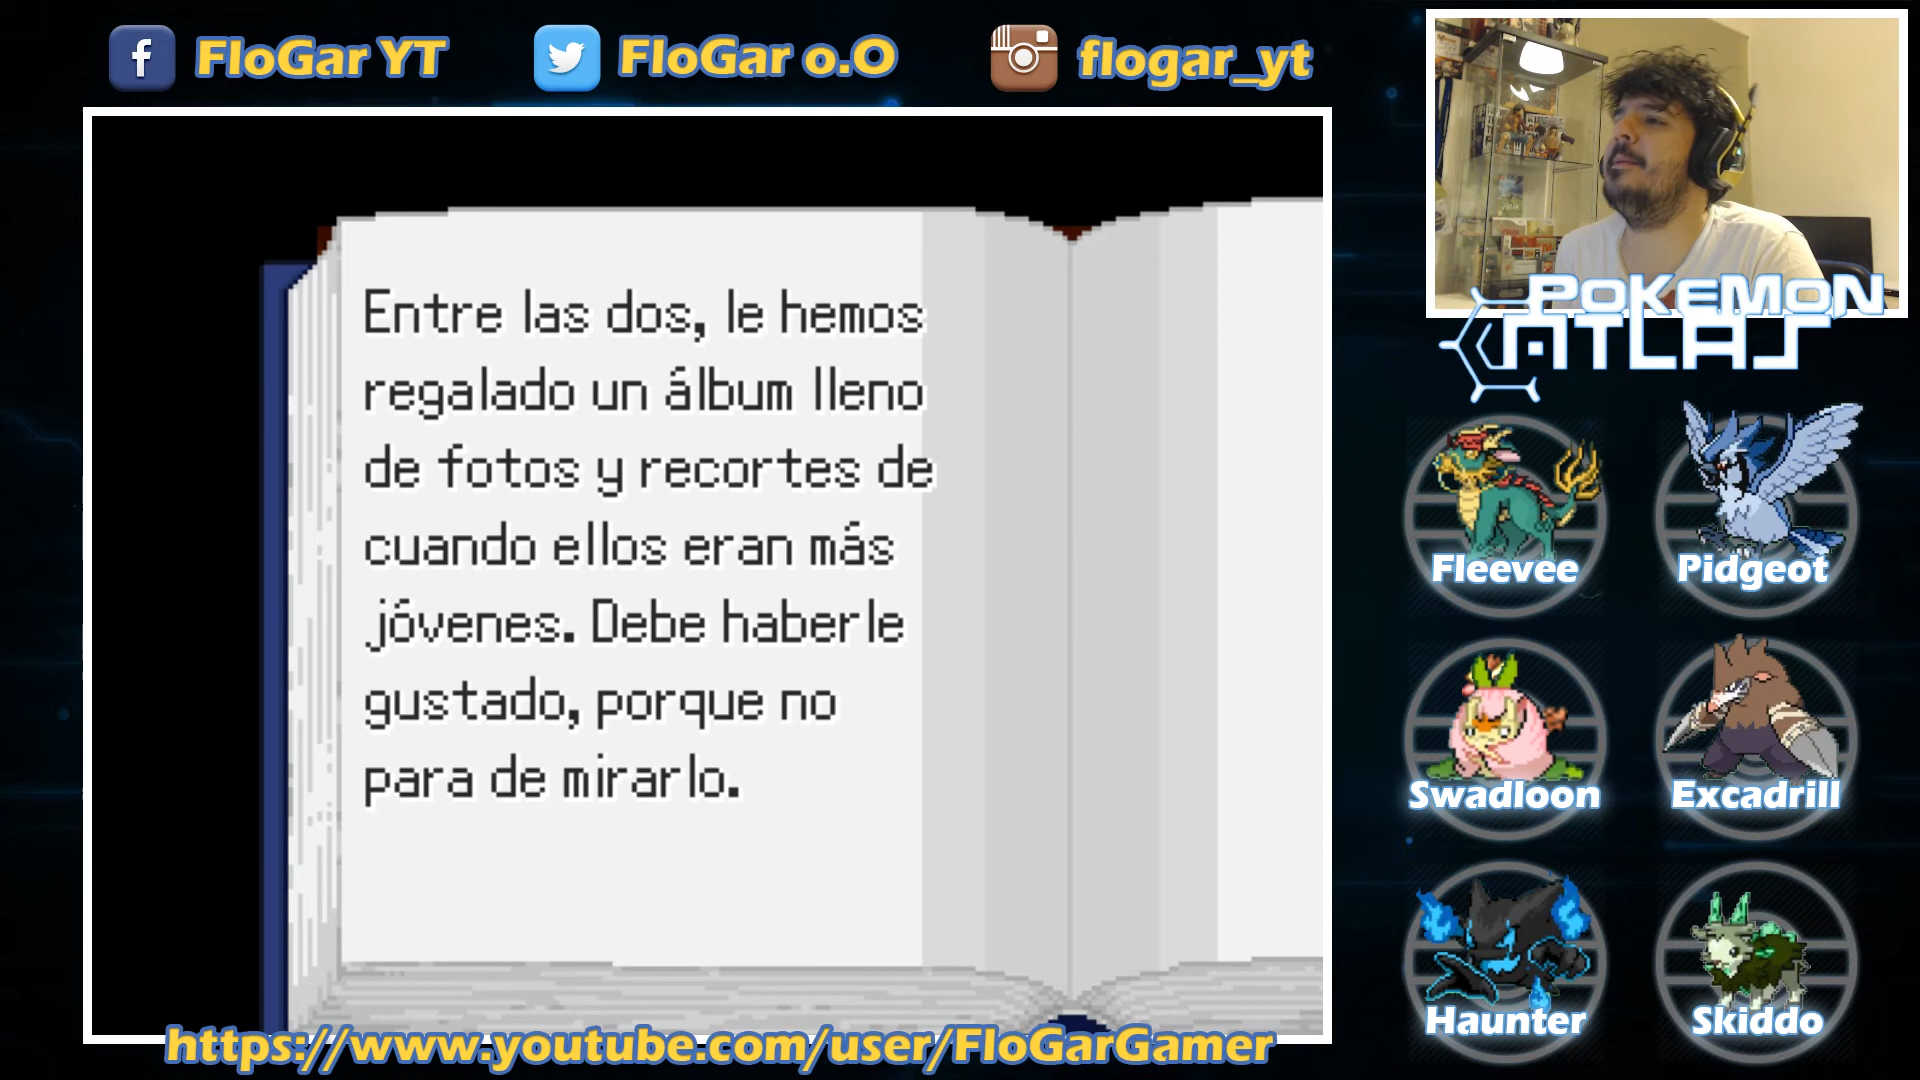 FloGar YT
FloGar o.O
flogar_yt
Entre las dos, le hemos
regalado un álbum lleno
de fotos y recortes de
cuando ellos eran más
jóvenes. Debe haberle
gustado, porque no
para de mirarlo.
POKEMON
ATLAS
Fleevee
Pidgeot
Swadloon
Excadrill
Haunter
Skiddo
https://www.youtube.com/user/FloGarGamer